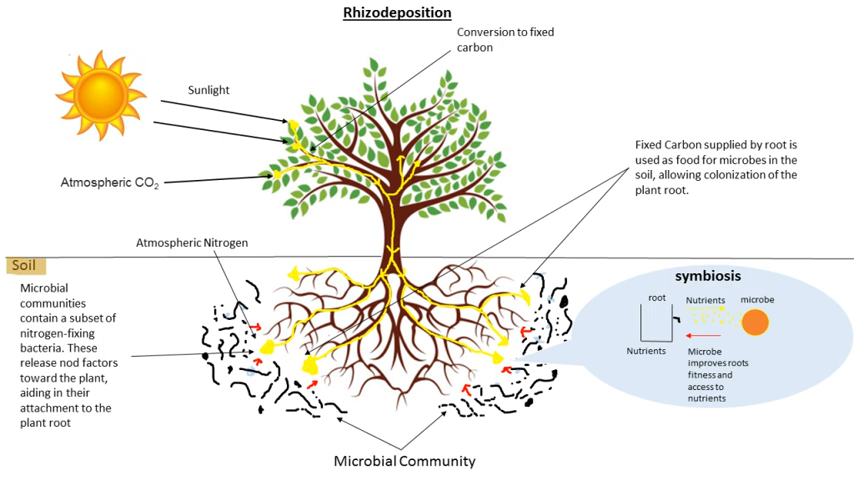 Rhizodeposition
Conversion to fixed
carbon
Sunlight
Atmospheric CO₂
Fixed Carbon supplied by root is
used as food for microbes in the
soil, allowing colonization of the
plant root.
Atmospheric Nitrogen
Soil
Microbial
communities
contain a subset of
nitrogen-fixing
bacteria. These
release nod factors
toward the plant,
aiding in their
attachment to the
plant root
symbiosis
root
Nutrients
microbe
Nutrients
Microbe
improves roots
fitness and
access to
nutrients
Microbial Community